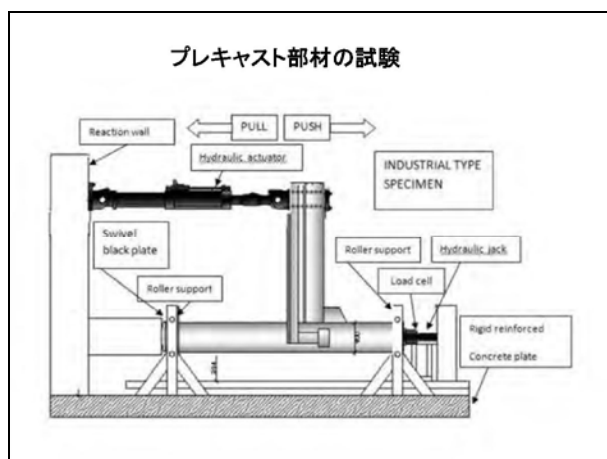 プレキャスト部材の試験
PULL
PUSH
Reaction wall
Hydraulic actuator
INDUSTRIAL TYPE
SPECIMEN
Swivel
black plate
Roller support
Roller support
Hydraulic jack
Load cell
Rigid reinforced
Concrete plate